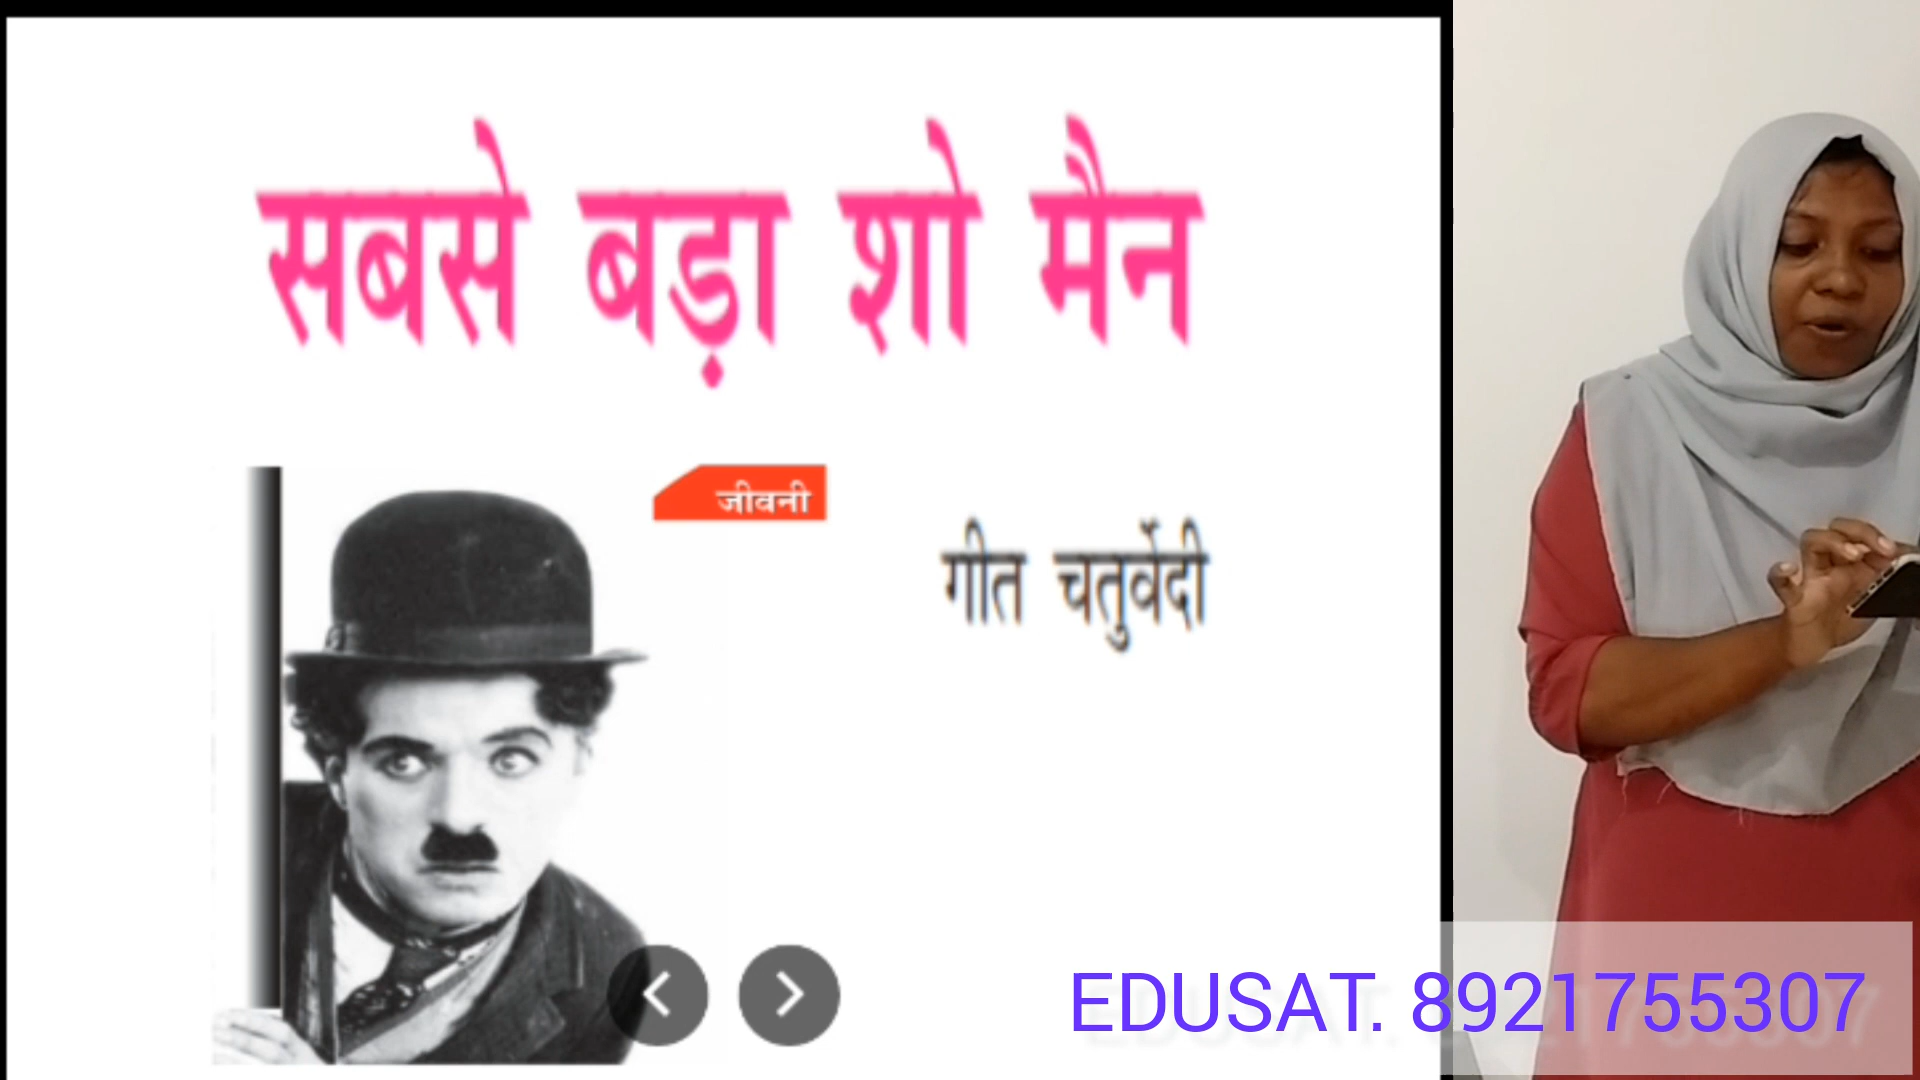 सबसे बड़ा शो मैन
जीवनी
गीत चतुर्वेदी
EDUSAT. 8921755307